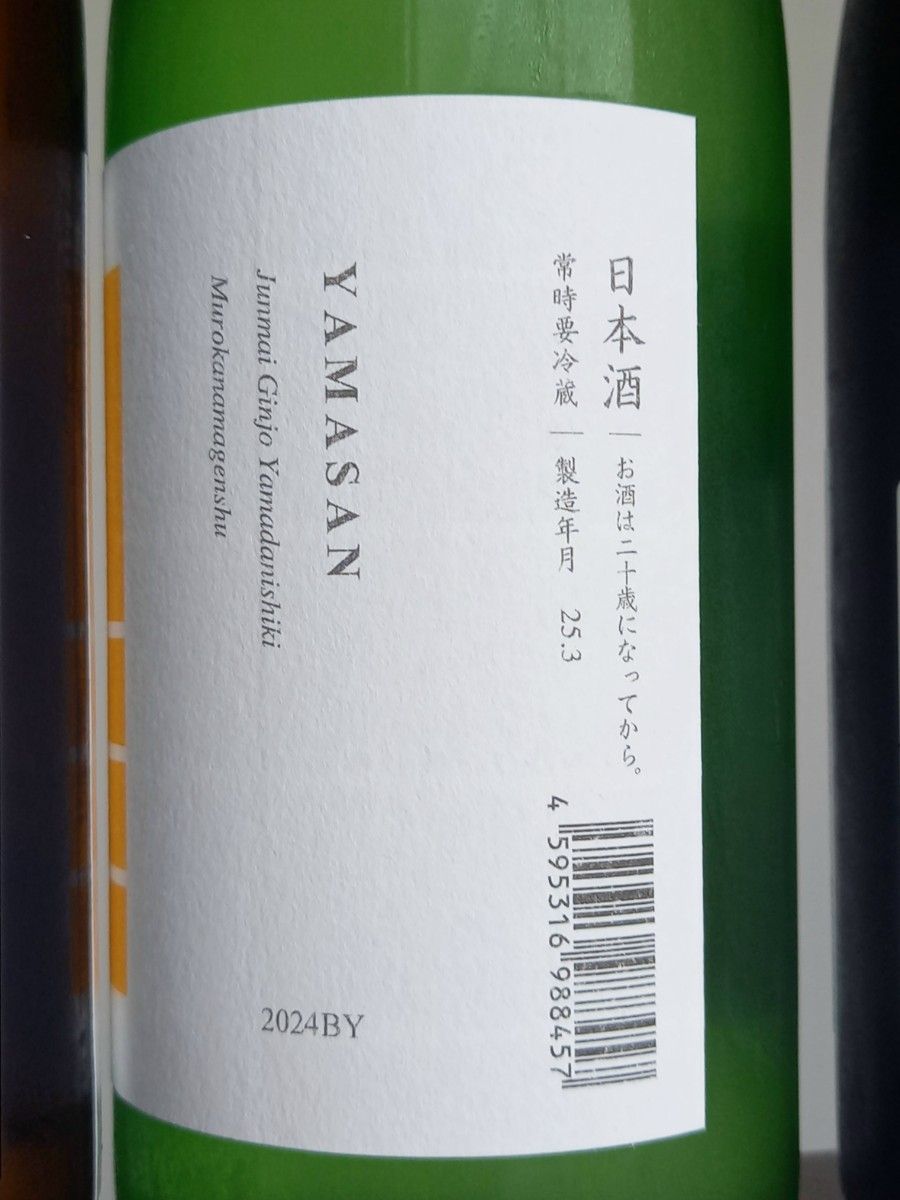 日本酒 お酒は二十歳になってから。
常時要冷蔵 製造年月 25.3
4 595316 988457
YAMASAN
Junmai Ginjo Yamadanishiki
Murokanamagenshu
2024BY